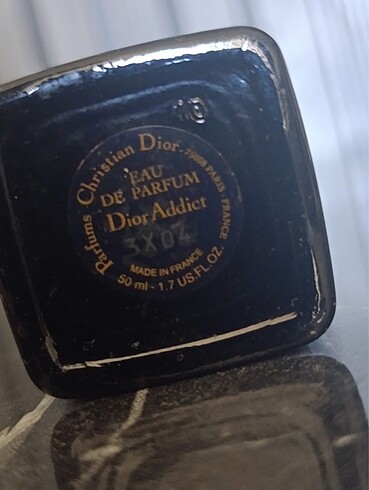 Parfums Christian Dior · 75008 PARIS · FRANCE ·
EAU
DE PARFUM
Dior Addict
3X04
MADE IN FRANCE
50 ml - 1.7 US FL.OZ.